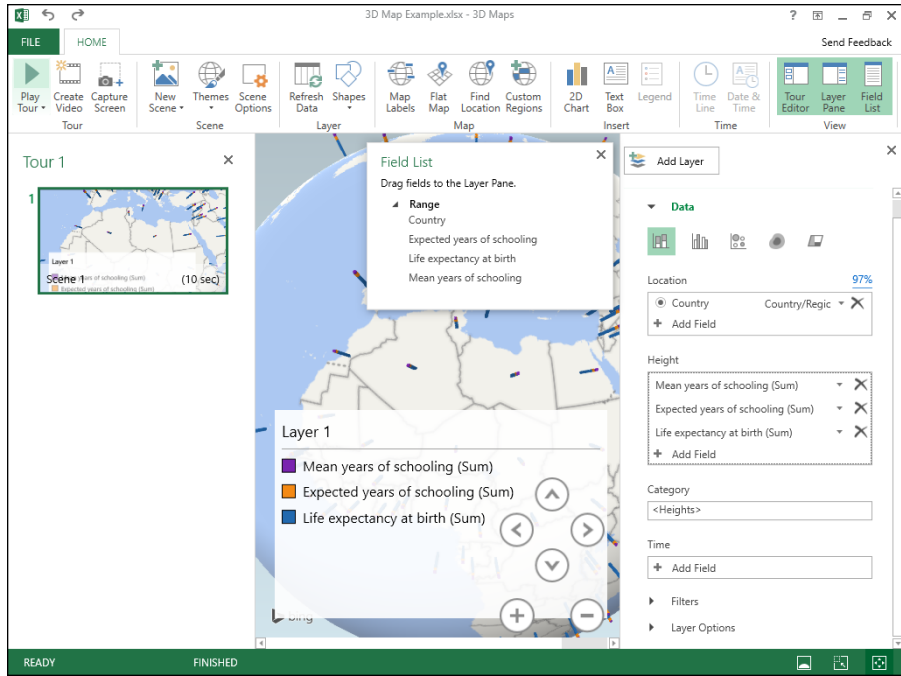 3D Map Example.xlsx - 3D Maps
?
FILE
HOME
Send Feedback
Play Tour
Create Video
Capture Screen
Tour
New Scene
Themes
Scene Options
Scene
Refresh Data
Shapes
Layer
Map Labels
Flat Map
Find Location
Custom Regions
Map
2D Chart
Text Box
Legend
Insert
Time Line
Date & Time
Time
Tour Editor
Layer Pane
Field List
View
Tour 1
1
Layer 1
Mean years of schooling (Sum)
Expected years of schooling (Sum)
Scene 1
(10 sec)
Field List
Drag fields to the Layer Pane.
Range
Country
Expected years of schooling
Life expectancy at birth
Mean years of schooling
Layer 1
Mean years of schooling (Sum)
Expected years of schooling (Sum)
Life expectancy at birth (Sum)
bing
Add Layer
Data
Location
97%
Country
Country/Regic
Add Field
Height
Mean years of schooling (Sum)
Expected years of schooling (Sum)
Life expectancy at birth (Sum)
Add Field
Category
<Heights>
Time
Add Field
Filters
Layer Options
READY
FINISHED